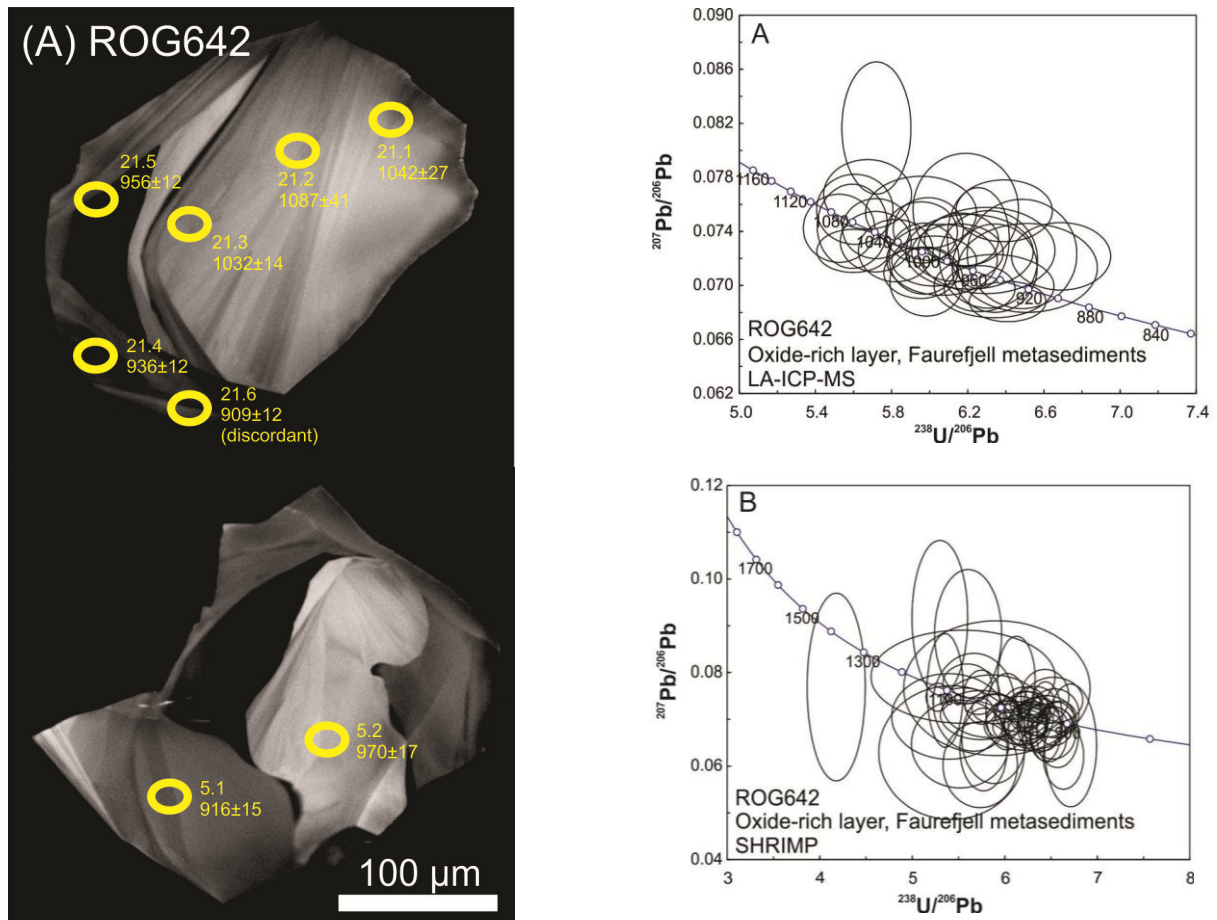 (A) ROG642
21.5
956±12
21.2
1087±41
21.1
1042±27
21.3
1032±14
21.4
936±12
21.6
909±12
(discordant)
5.2
970±17
5.1
916±15
100 µm
A
0.090
0.086
0.082
0.078
0.074
0.070
0.066
0.062
²⁰⁷Pb/²⁰⁶Pb
1160
1120
1080
1040
1000
960
920
880
840
ROG642
Oxide-rich layer, Faurefjell metasediments
LA-ICP-MS
5.0 5.4 5.8 6.2 6.6 7.0 7.4
²³⁸U/²⁰⁶Pb
B
0.12
0.10
0.08
0.06
0.04
²⁰⁷Pb/²⁰⁶Pb
1700
1500
1300
ROG642
Oxide-rich layer, Faurefjell metasediments
SHRIMP
3 4 5 6 7 8
²³⁸U/²⁰⁶Pb